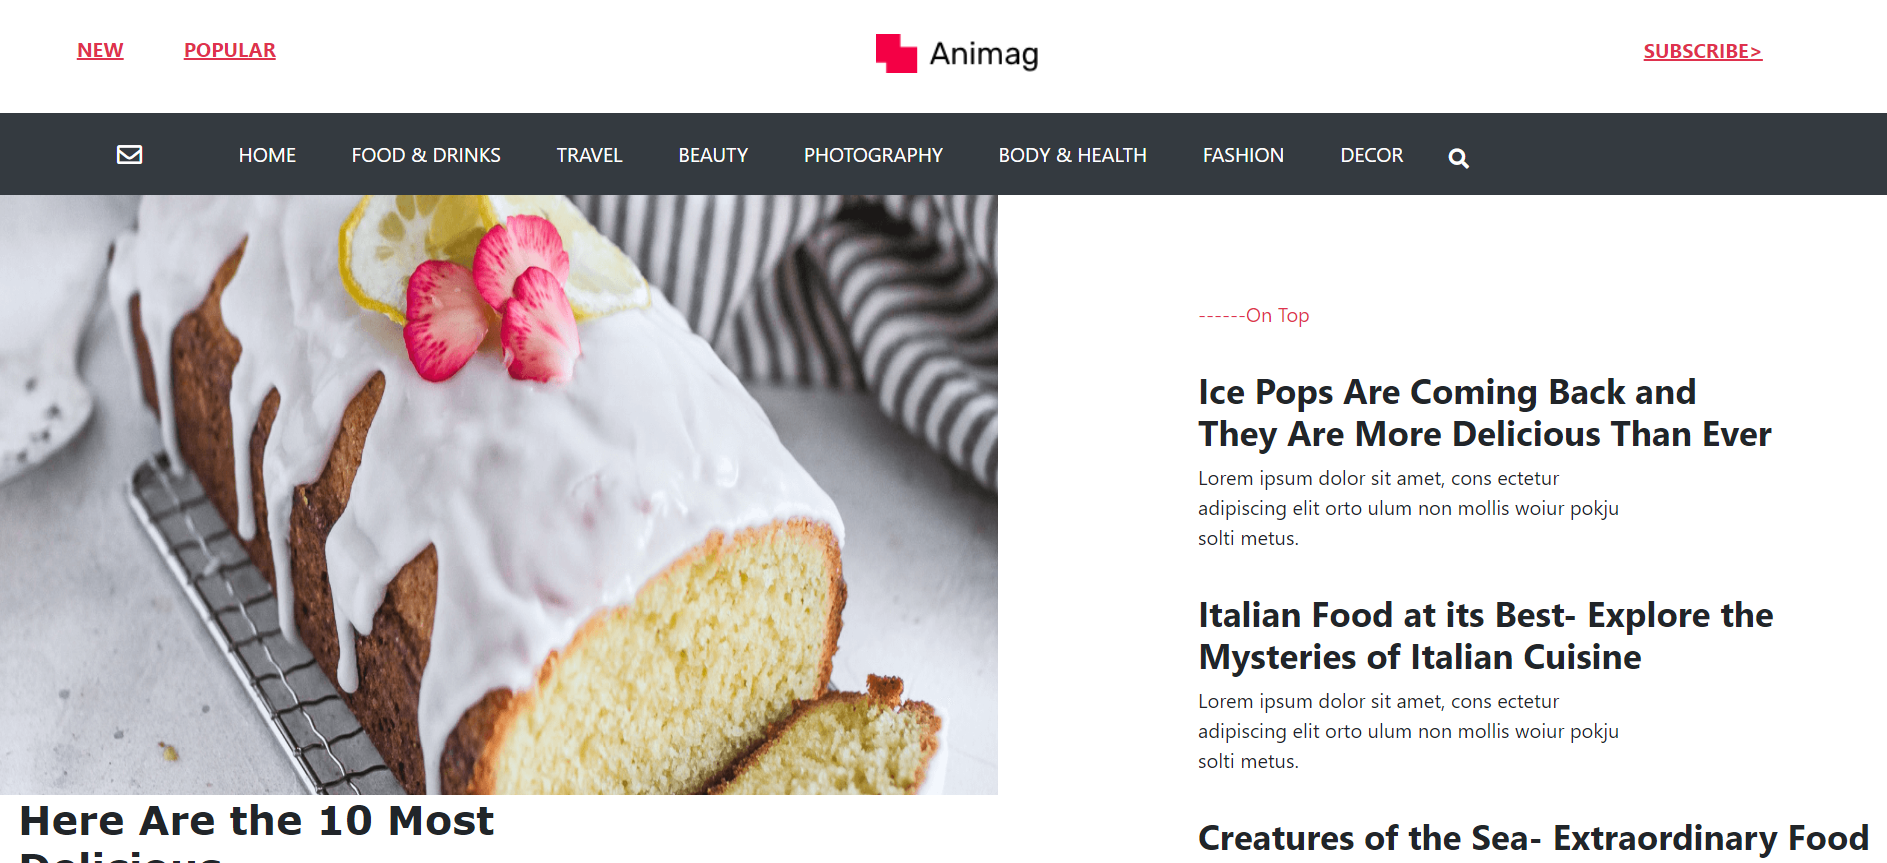 NEW POPULAR Animag SUBSCRIBE>
HOME FOOD & DRINKS TRAVEL BEAUTY PHOTOGRAPHY BODY & HEALTH FASHION DECOR
------On Top
Ice Pops Are Coming Back and
They Are More Delicious Than Ever
Lorem ipsum dolor sit amet, cons ectetur
adipiscing elit orto ulum non mollis woiur pokju
solti metus.
Italian Food at its Best- Explore the
Mysteries of Italian Cuisine
Lorem ipsum dolor sit amet, cons ectetur
adipiscing elit orto ulum non mollis woiur pokju
solti metus.
Creatures of the Sea- Extraordinary Food
Here Are the 10 Most
Delicious